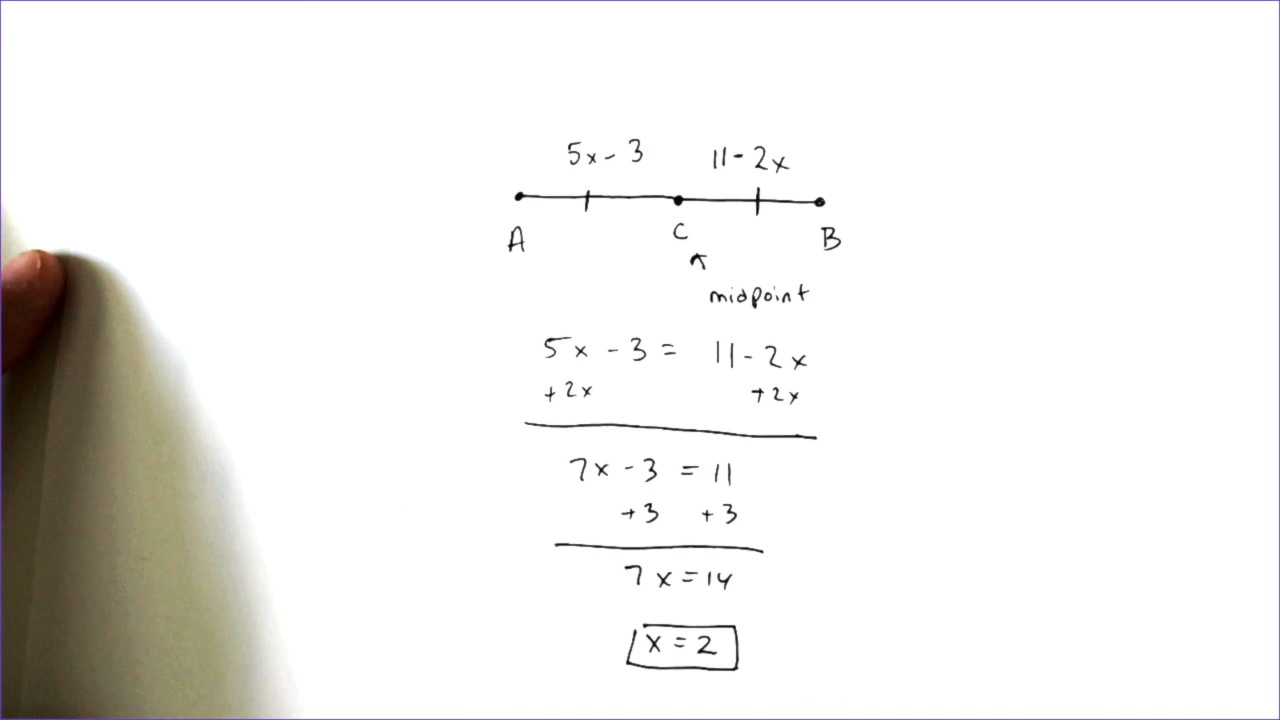 5x - 3 11 - 2x
A C B
midpoint
5x - 3 = 11 - 2x
+ 2x + 2x
7x - 3 = 11
+ 3 + 3
7x = 14
x = 2